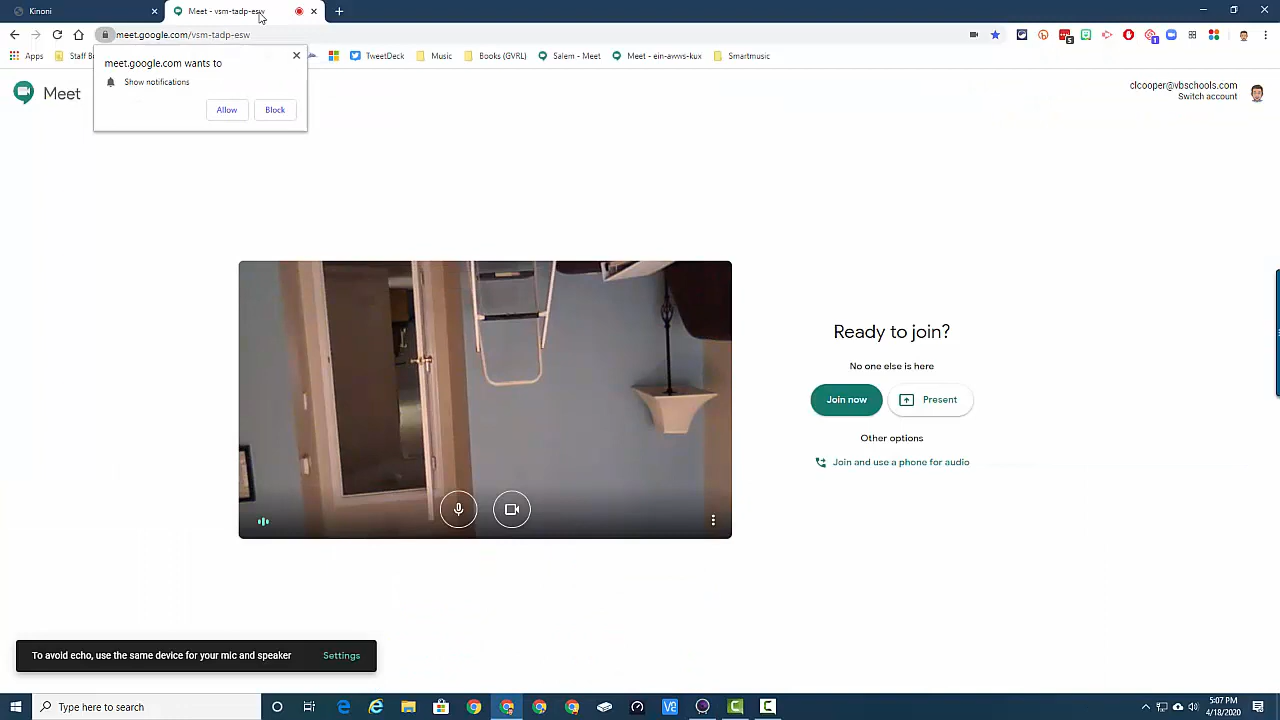 Kinoni
Meet - vsm-tadp-esw
meet.google.com/vsm-tadp-esw
Apps
Staff B
TweetDeck
Music
Books (GVRL)
Salem - Meet
Meet - ein-awws-kux
Smartmusic
meet.google.com wants to
Show notifications
Allow
Block
Meet
clcooper@vbschools.com
Switch account
Ready to join?
No one else is here
Join now
Present
Other options
Join and use a phone for audio
To avoid echo, use the same device for your mic and speaker
Settings
Type here to search
5:07 PM
4/18/2020